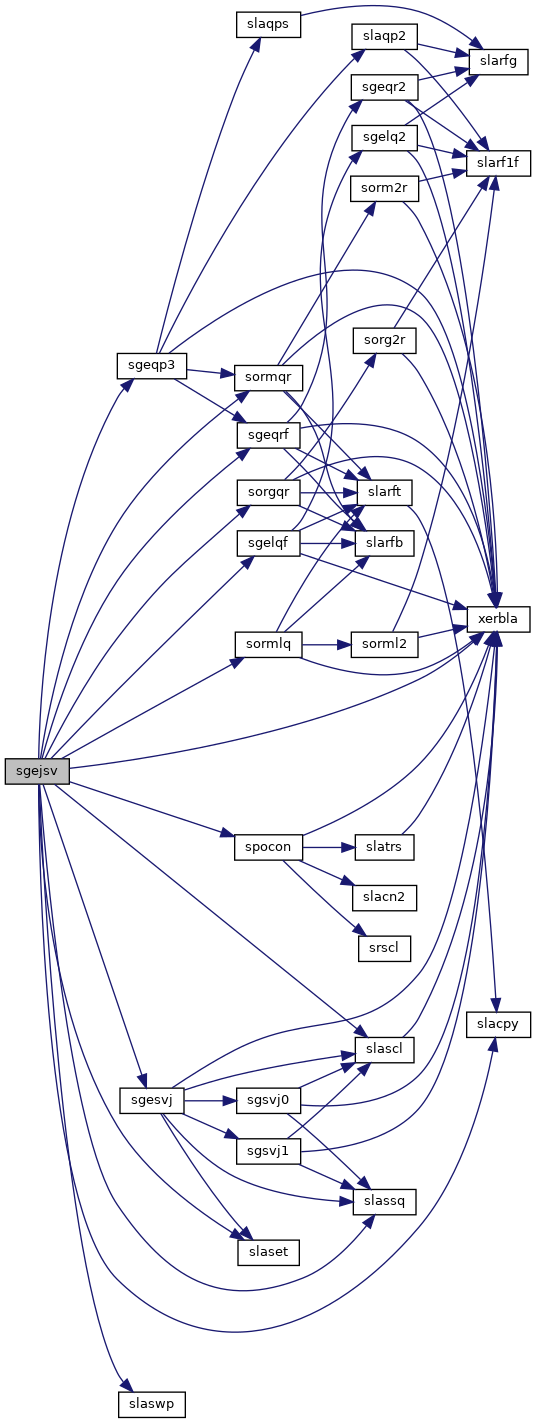 slaqps
slaqp2
slarfg
sgeqr2
sgelq2
slarf1f
sorm2r
sorg2r
sgeqp3
sormqr
sgeqrf
sorgqr
slarft
sgelqf
slarfb
xerbla
sormlq
sorml2
sgejsv
spocon
slatrs
slacn2
srscl
slacpy
slascl
sgesvj
sgsvj0
sgsvj1
slassq
slaset
slaswp